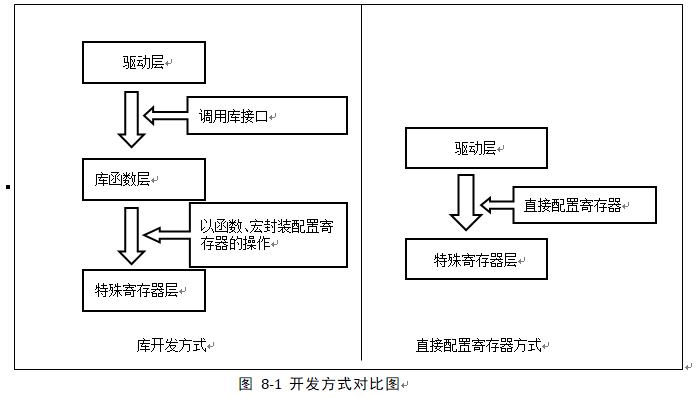 驱动层
调用库接口
库函数层
以函数、宏封装配置寄
存器的操作
特殊寄存器层
库开发方式
驱动层
直接配置寄存器
特殊寄存器层
直接配置寄存器方式
图 8-1 开发方式对比图